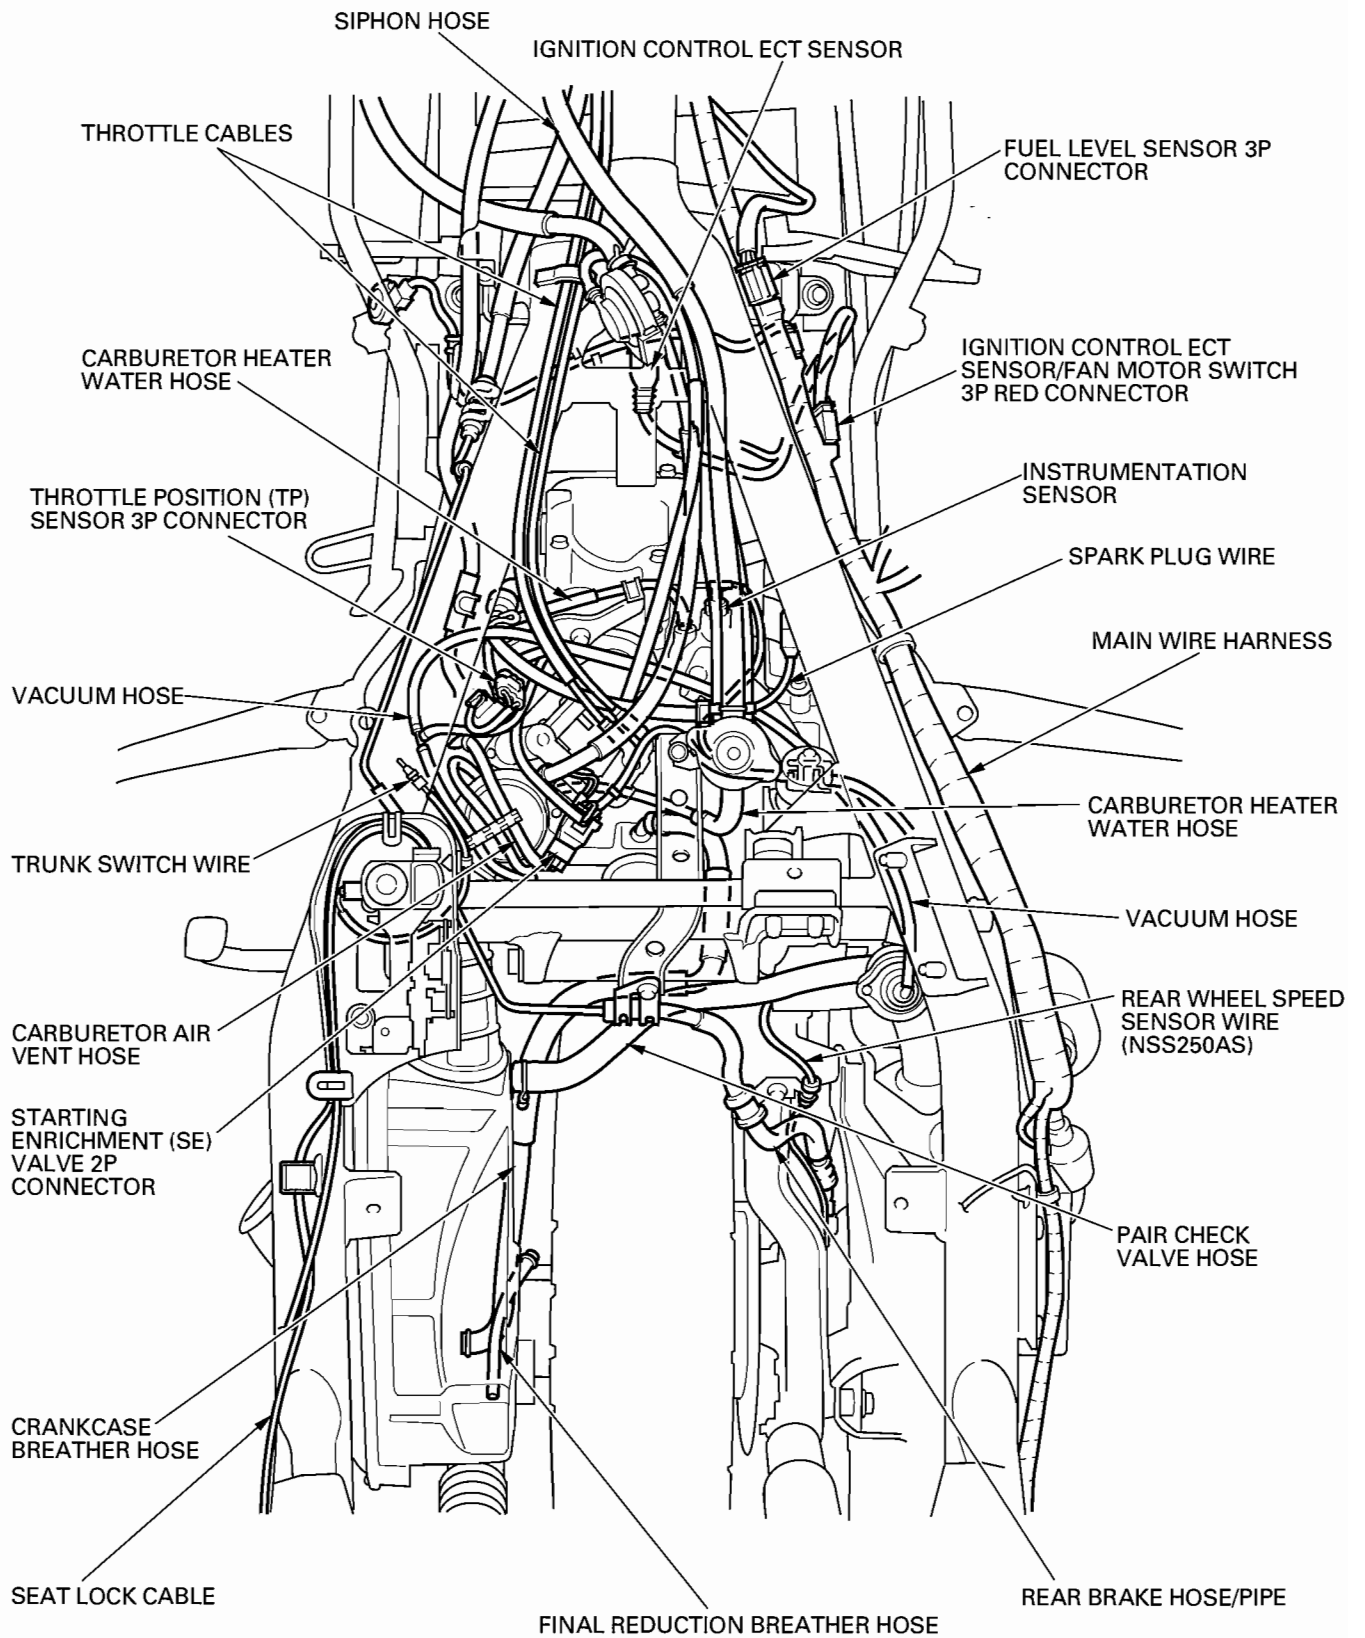 SIPHON HOSE
IGNITION CONTROL ECT SENSOR
THROTTLE CABLES
FUEL LEVEL SENSOR 3P
CONNECTOR
CARBURETOR HEATER
WATER HOSE
IGNITION CONTROL ECT
SENSOR/FAN MOTOR SWITCH
3P RED CONNECTOR
THROTTLE POSITION (TP)
SENSOR 3P CONNECTOR
INSTRUMENTATION
SENSOR
SPARK PLUG WIRE
MAIN WIRE HARNESS
VACUUM HOSE
CARBURETOR HEATER
WATER HOSE
TRUNK SWITCH WIRE
VACUUM HOSE
CARBURETOR AIR
VENT HOSE
REAR WHEEL SPEED
SENSOR WIRE
(NSS250AS)
STARTING
ENRICHMENT (SE)
VALVE 2P
CONNECTOR
PAIR CHECK
VALVE HOSE
CRANKCASE
BREATHER HOSE
SEAT LOCK CABLE
REAR BRAKE HOSE/PIPE
FINAL REDUCTION BREATHER HOSE